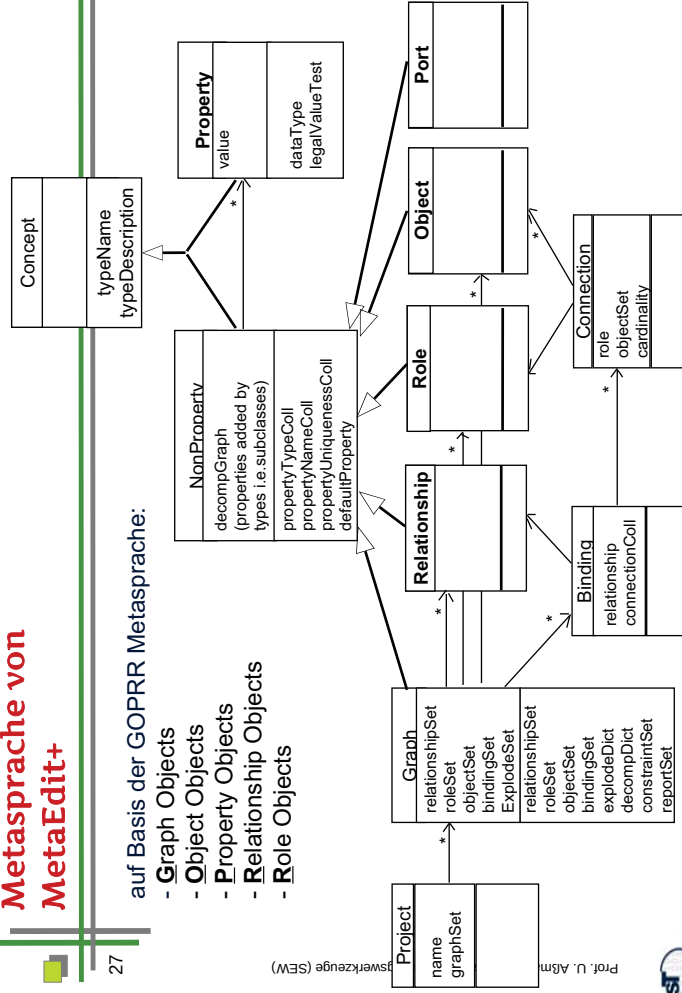 Metasprache von
MetaEdit+
27
auf Basis der GOPRR Metasprache:
- Graph Objects
- Object Objects
- Property Objects
- Relationship Objects
- Role Objects
Concept
typeName
typeDescription
Property
value
dataType
legalValueTest
*
NonProperty
decompGraph
(properties added by
types i.e.subclasses)
propertyTypeColl
propertyNameColl
propertyUniquenessColl
defaultProperty
Relationship
Role
Object
Port
*
*
*
Project
name
graphSet
*
Graph
relationshipSet
roleSet
objectSet
bindingSet
ExplodeSet
relationshipSet
roleSet
objectSet
bindingSet
explodeDict
decompDict
constraintSet
reportSet
*
Binding
relationship
connectionColl
*
Connection
role
objectSet
cardinality
*
Prof. U. Aßm
gswerkzeuge (SEW)
st